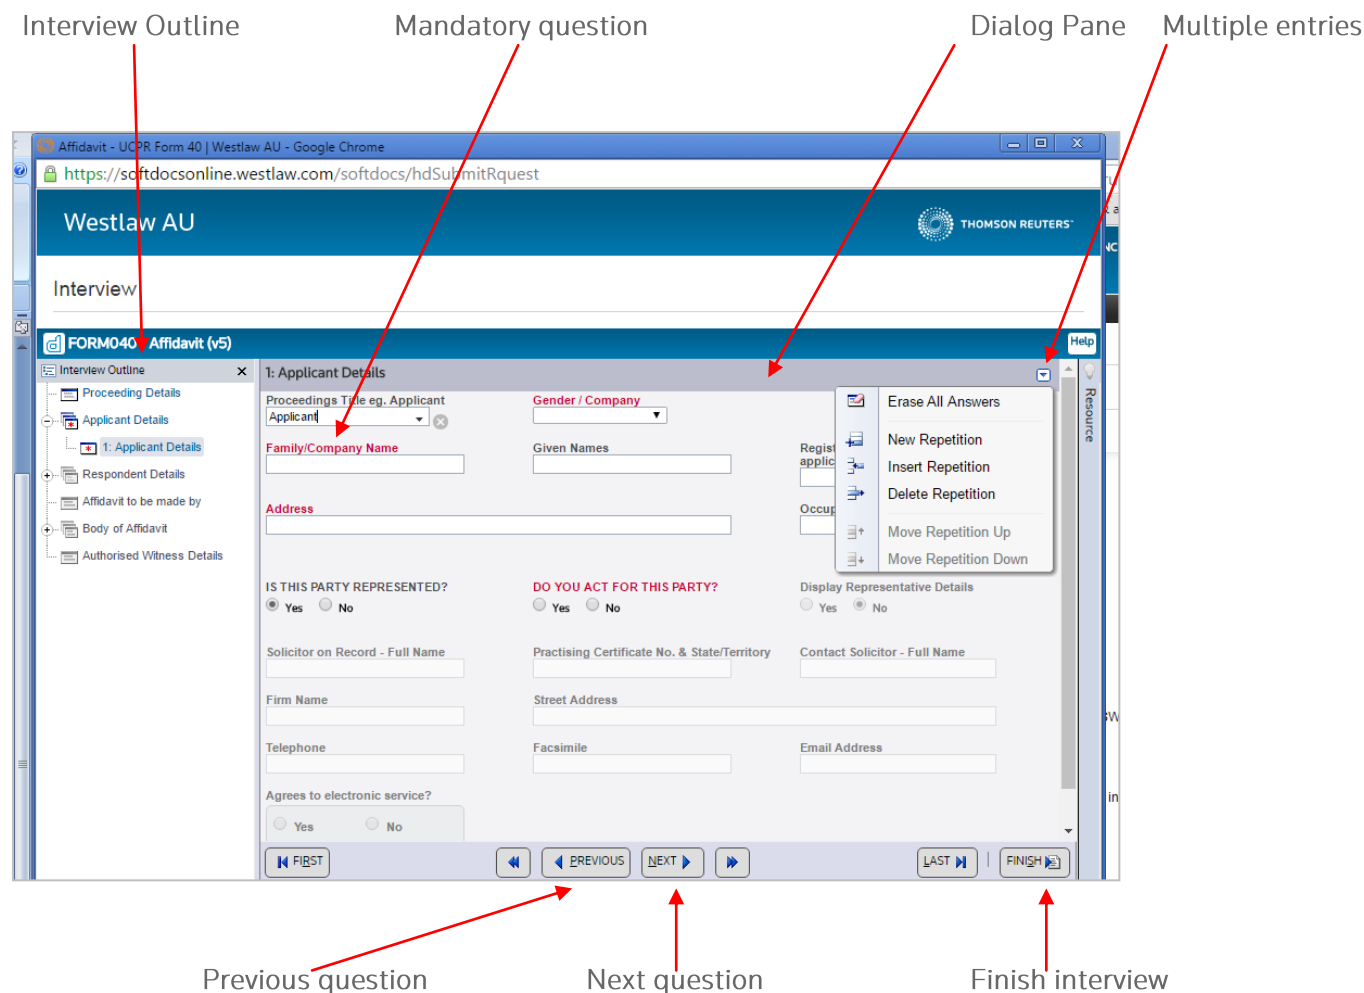 Interview Outline Mandatory question Dialog Pane Multiple entries
Affidavit - UCPR Form 40 | Westlaw AU - Google Chrome
https://softdocsonline.westlaw.com/softdocs/hdSubmitRquest
Westlaw AU
THOMSON REUTERS
Interview
FORM040 Affidavit (v5)
Help
Interview Outline
Proceeding Details
Applicant Details
1: Applicant Details
Respondent Details
Affidavit to be made by
Body of Affidavit
Authorised Witness Details
1: Applicant Details
Proceedings Title eg. Applicant
Applicant
Gender / Company
Family/Company Name
Given Names
Regist
applic
Address
Occup
Erase All Answers
New Repetition
Insert Repetition
Delete Repetition
Move Repetition Up
Move Repetition Down
IS THIS PARTY REPRESENTED?
Yes No
DO YOU ACT FOR THIS PARTY?
Yes No
Display Representative Details
Yes No
Solicitor on Record - Full Name
Practising Certificate No. & State/Territory
Contact Solicitor - Full Name
Firm Name
Street Address
Telephone
Facsimile
Email Address
Agrees to electronic service?
Yes No
Resource
FIRST PREVIOUS NEXT LAST | FINISH
Previous question Next question Finish interview